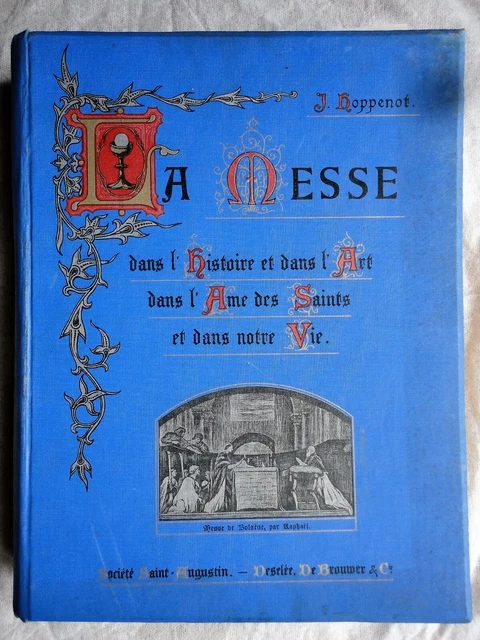 J. Hoppenot.
LA MESSE
dans l'Histoire et dans l'Art
dans l'Ame des Saints
et dans notre Vie.
Messe de Bolsène, par Raphaël.
Société Saint-Augustin. — Desclée, De Brouwer & Cie